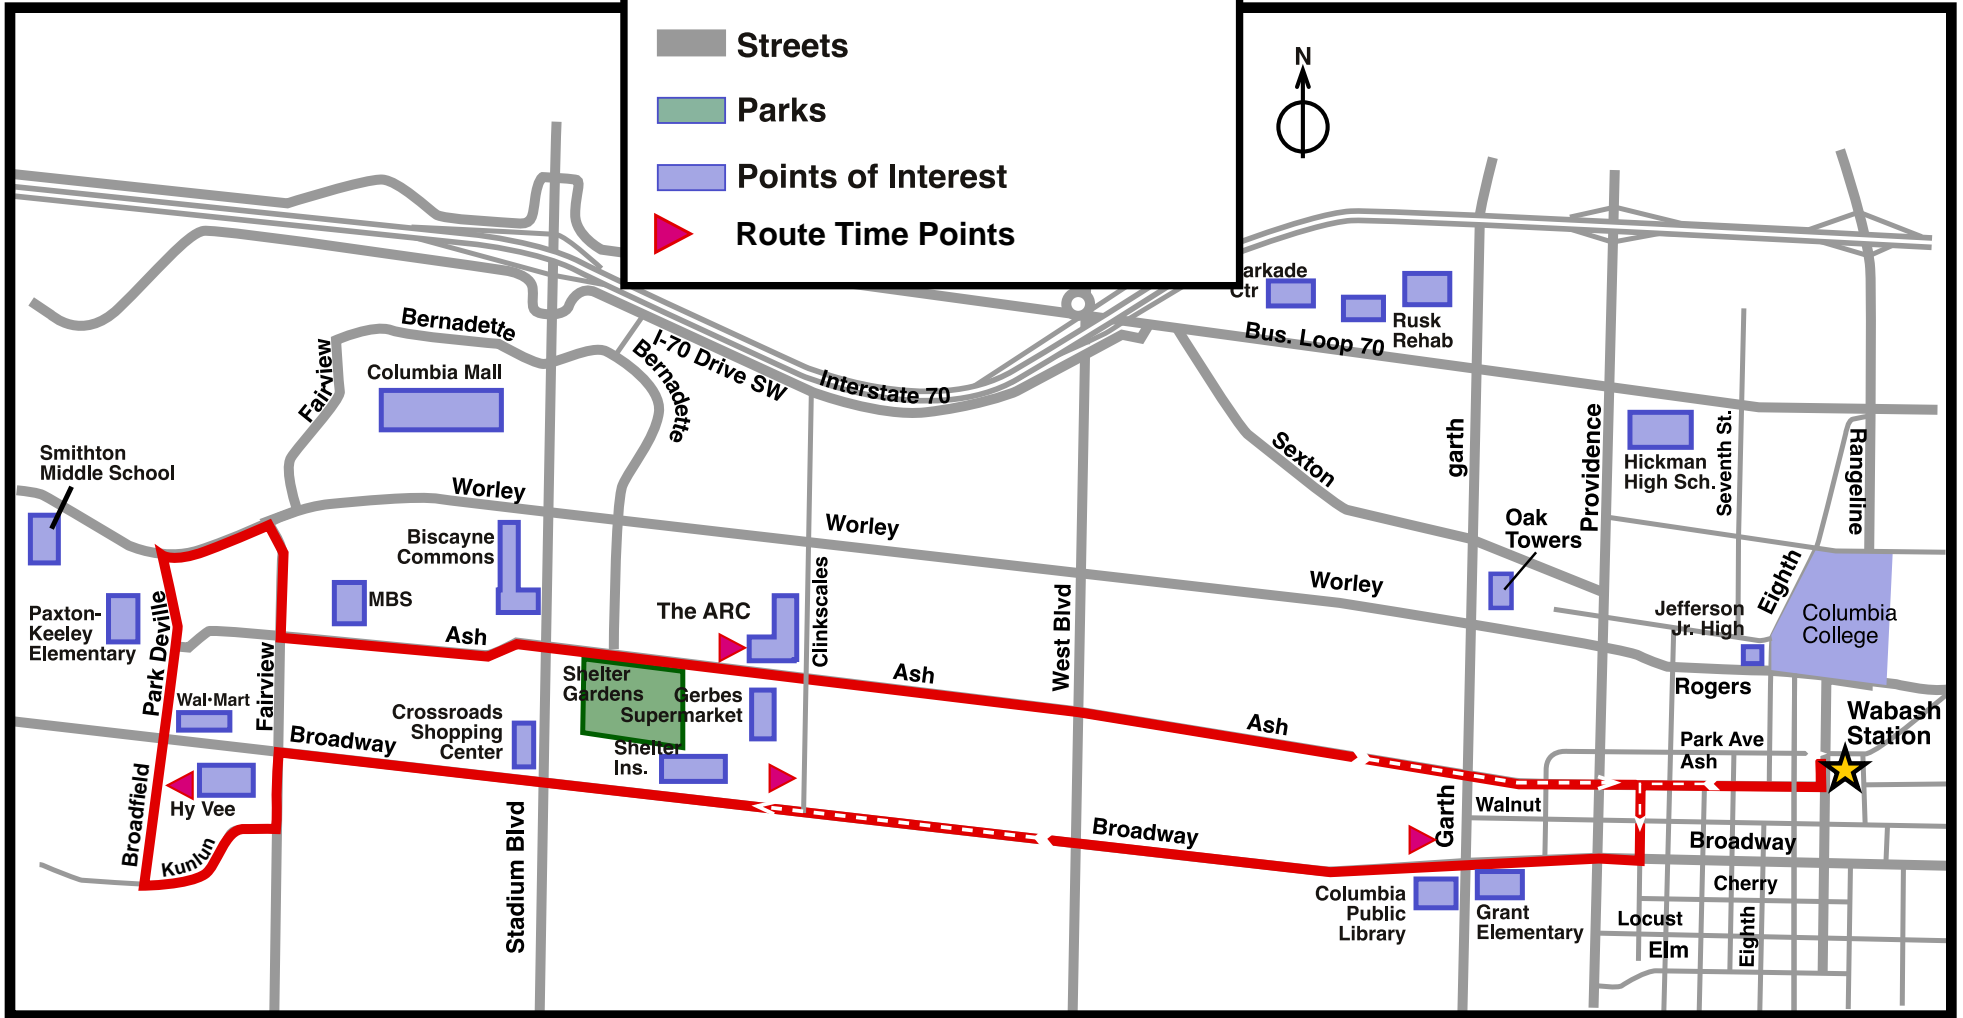 Streets
Parks
Points of Interest
Route Time Points
N
arkade
Ctr
Rusk
Rehab
Bus. Loop 70
Bernadette
I-70 Drive SW
Bernadette
Interstate 70
Fairview
Columbia Mall
Smithton
Middle School
Worley
Worley
Worley
Sexton
garth
Providence
Hickman
High Sch.
Seventh St.
Rangeline
Oak
Towers
Biscayne
Commons
MBS
The ARC
Clinkscales
West Blvd
Eighth
Jefferson
Jr. High
Columbia
College
Paxton-
Keeley
Elementary
Park Deville
Fairview
Ash
Ash
Ash
Shelter
Gardens
Gerbes
Supermarket
Wal-Mart
Crossroads
Shopping
Center
Shelter
Ins.
Rogers
Wabash
Station
Park Ave
Ash
Broadway
Broadfield
Hy Vee
Kunlun
Stadium Blvd
Broadway
Garth
Walnut
Broadway
Cherry
Columbia
Public
Library
Grant
Elementary
Locust
Elm
Eighth